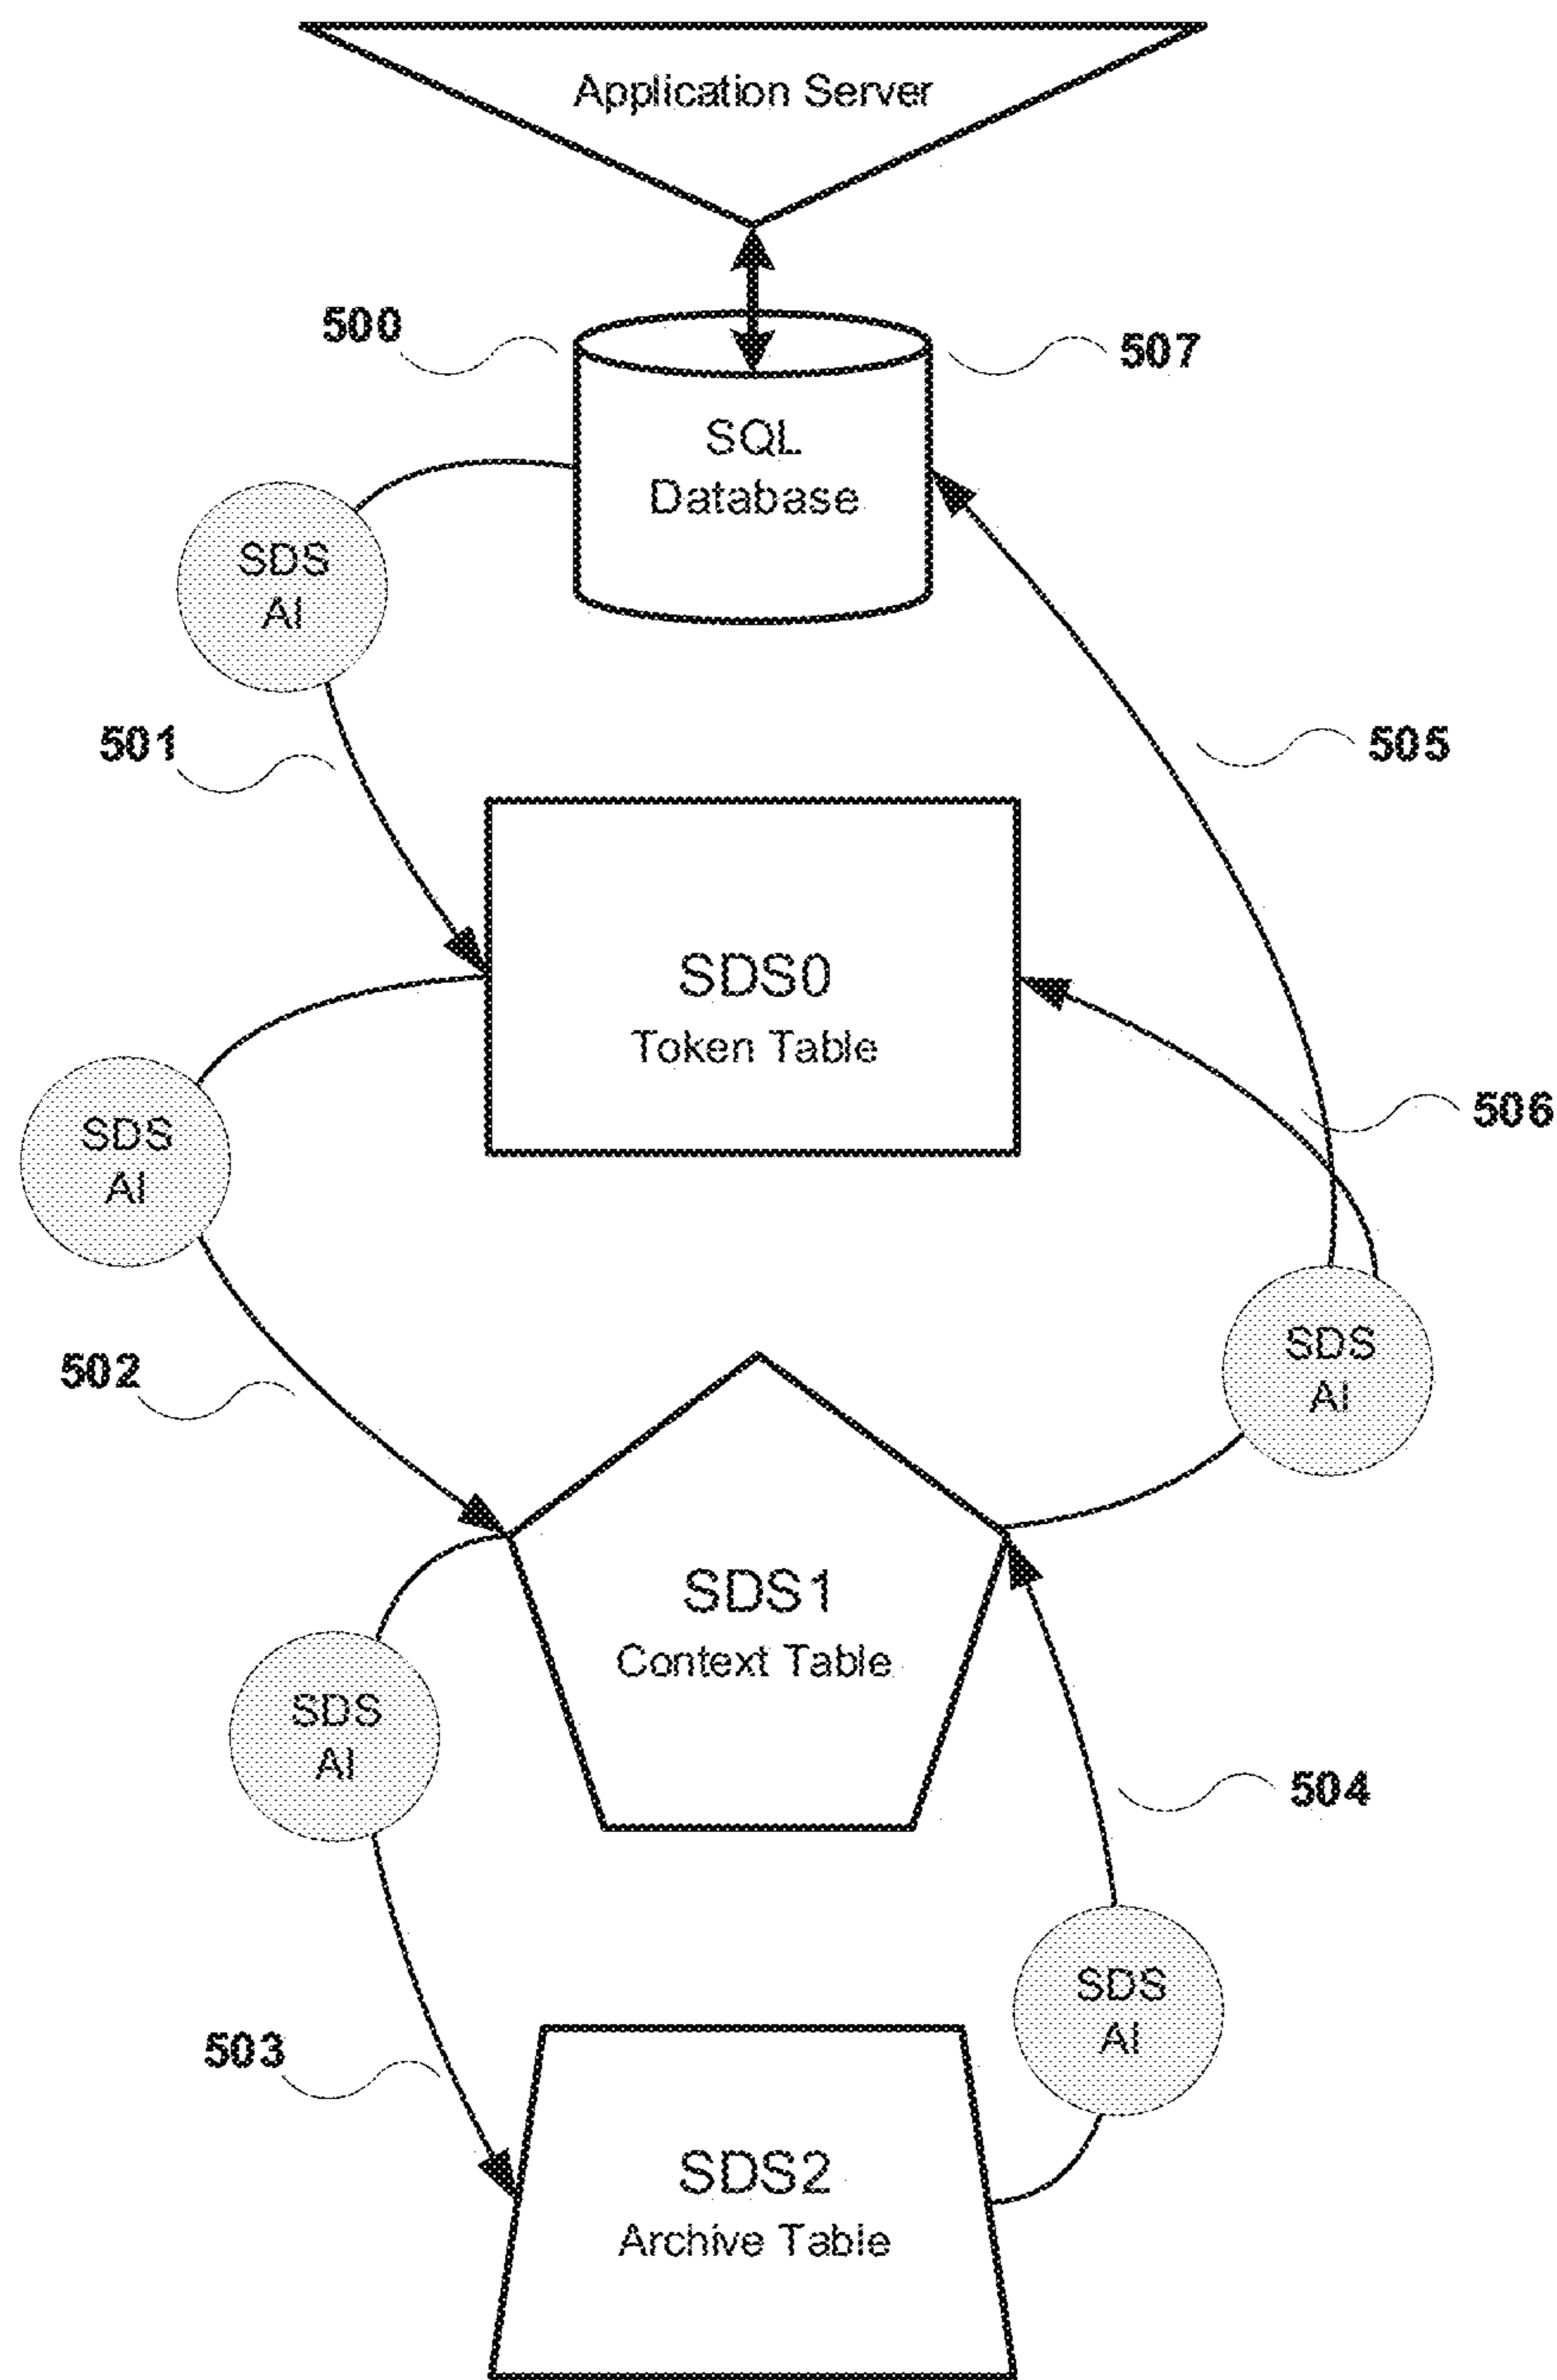 Application Server
500
507
SQL
Database
SDS
AI
501
505
SDS0
Token Table
506
SDS
AI
SDS
AI
502
SDS1
Context Table
SDS
AI
504
SDS
AI
503
SDS2
Archive Table